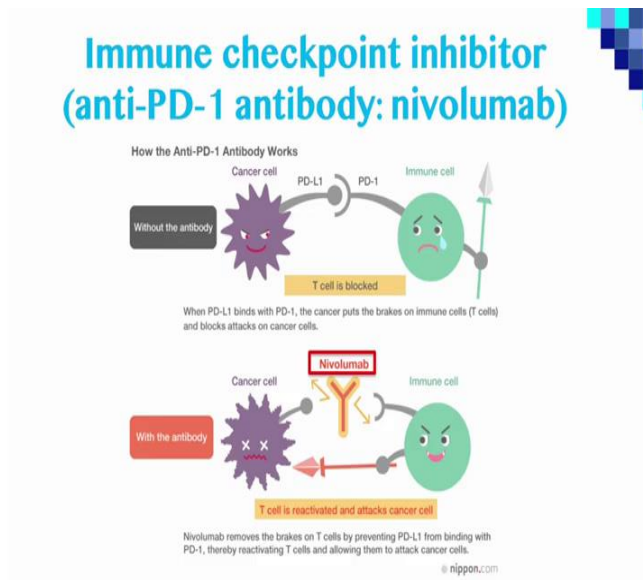 Immune checkpoint inhibitor
(anti-PD-1 antibody: nivolumab)
How the Anti-PD-1 Antibody Works
Cancer cell
PD-L1
PD-1
Immune cell
Without the antibody
T cell is blocked
When PD-L1 binds with PD-1, the cancer puts the brakes on immune cells (T cells)
and blocks attacks on cancer cells.
Nivolumab
Cancer cell
Immune cell
With the antibody
T cell is reactivated and attacks cancer cell
Nivolumab removes the brakes on T cells by preventing PD-L1 from binding with
PD-1, thereby reactivating T cells and allowing them to attack cancer cells.
nippon.com